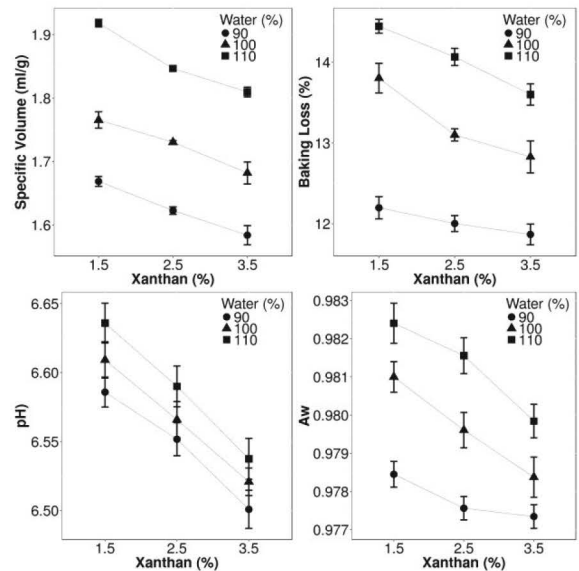 Specific Volume (ml/g)
1.9
1.8
1.7
1.6
Water (%)
90
100
110
1.5 2.5 3.5
Xanthan (%)
Baking Loss (%)
14
13
12
Water (%)
90
100
110
1.5 2.5 3.5
Xanthan (%)
pH)
6.65
6.60
6.55
6.50
Water (%)
90
100
110
1.5 2.5 3.5
Xanthan (%)
Aw
0.983
0.982
0.981
0.980
0.979
0.978
0.977
Water (%)
90
100
110
1.5 2.5 3.5
Xanthan (%)